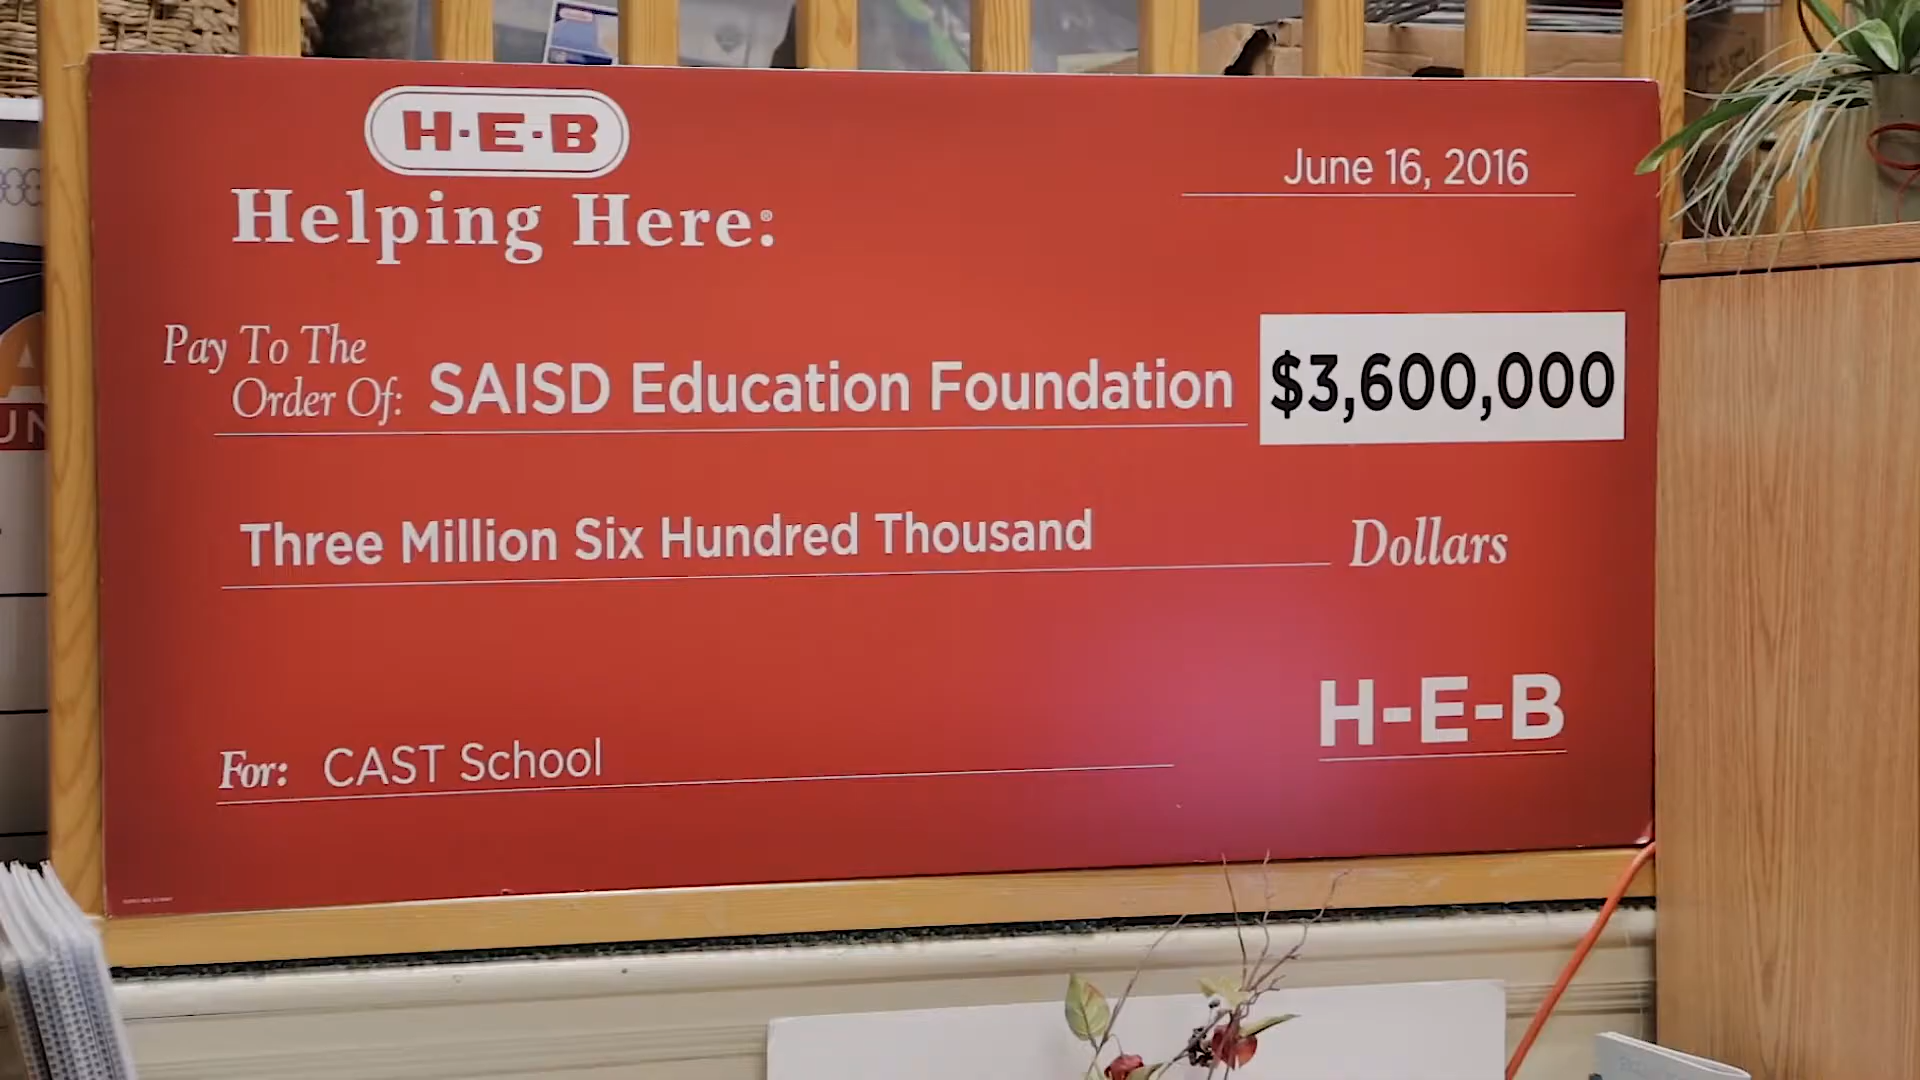 H·E·B
Helping Here:®
June 16, 2016
Pay To The
Order Of: SAISD Education Foundation $3,600,000
Three Million Six Hundred Thousand Dollars
For: CAST School
H-E-B